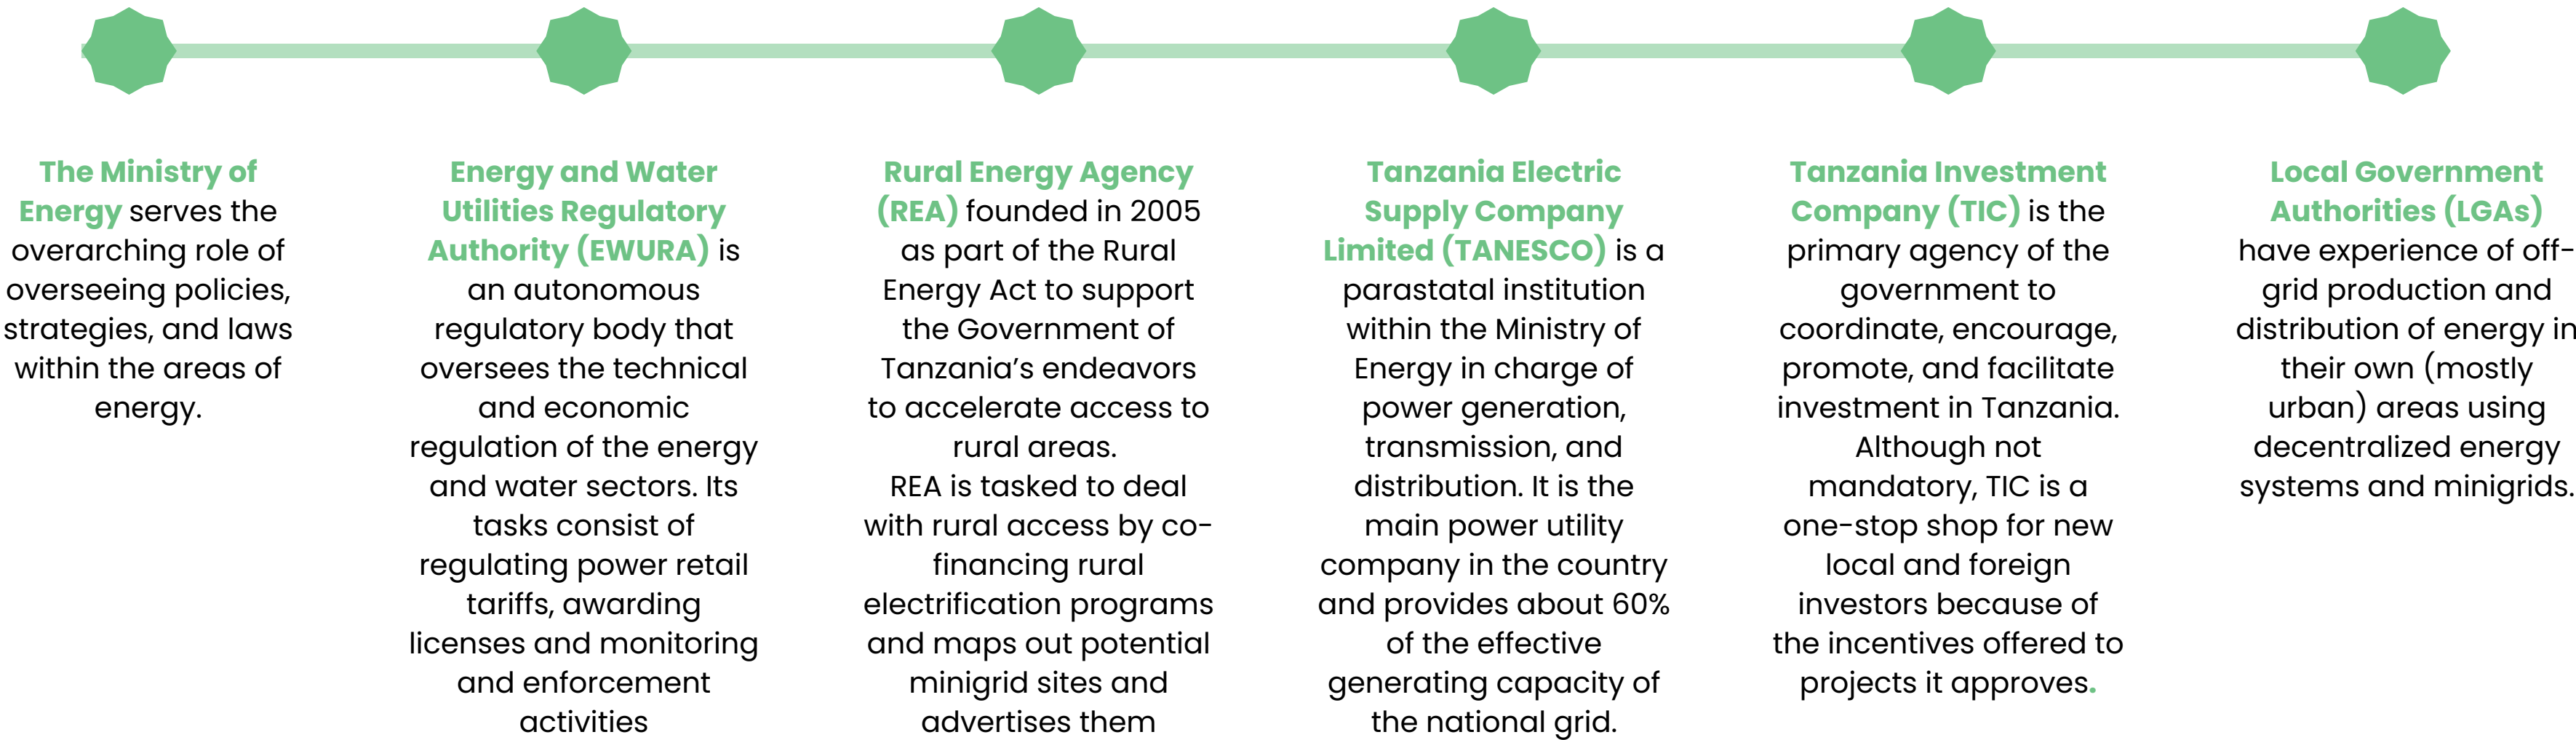 The Ministry of
Energy serves the
overarching role of
overseeing policies,
strategies, and laws
within the areas of
energy.
Energy and Water
Utilities Regulatory
Authority (EWURA) is
an autonomous
regulatory body that
oversees the technical
and economic
regulation of the energy
and water sectors. Its
tasks consist of
regulating power retail
tariffs, awarding
licenses and monitoring
and enforcement
activities
Rural Energy Agency
(REA) founded in 2005
as part of the Rural
Energy Act to support
the Government of
Tanzania’s endeavors
to accelerate access to
rural areas.
REA is tasked to deal
with rural access by co-
financing rural
electrification programs
and maps out potential
minigrid sites and
advertises them
Tanzania Electric
Supply Company
Limited (TANESCO) is a
parastatal institution
within the Ministry of
Energy in charge of
power generation,
transmission, and
distribution. It is the
main power utility
company in the country
and provides about 60%
of the effective
generating capacity of
the national grid.
Tanzania Investment
Company (TIC) is the
primary agency of the
government to
coordinate, encourage,
promote, and facilitate
investment in Tanzania.
Although not
mandatory, TIC is a
one-stop shop for new
local and foreign
investors because of
the incentives offered to
projects it approves.
Local Government
Authorities (LGAs)
have experience of off-
grid production and
distribution of energy in
their own (mostly
urban) areas using
decentralized energy
systems and minigrids.